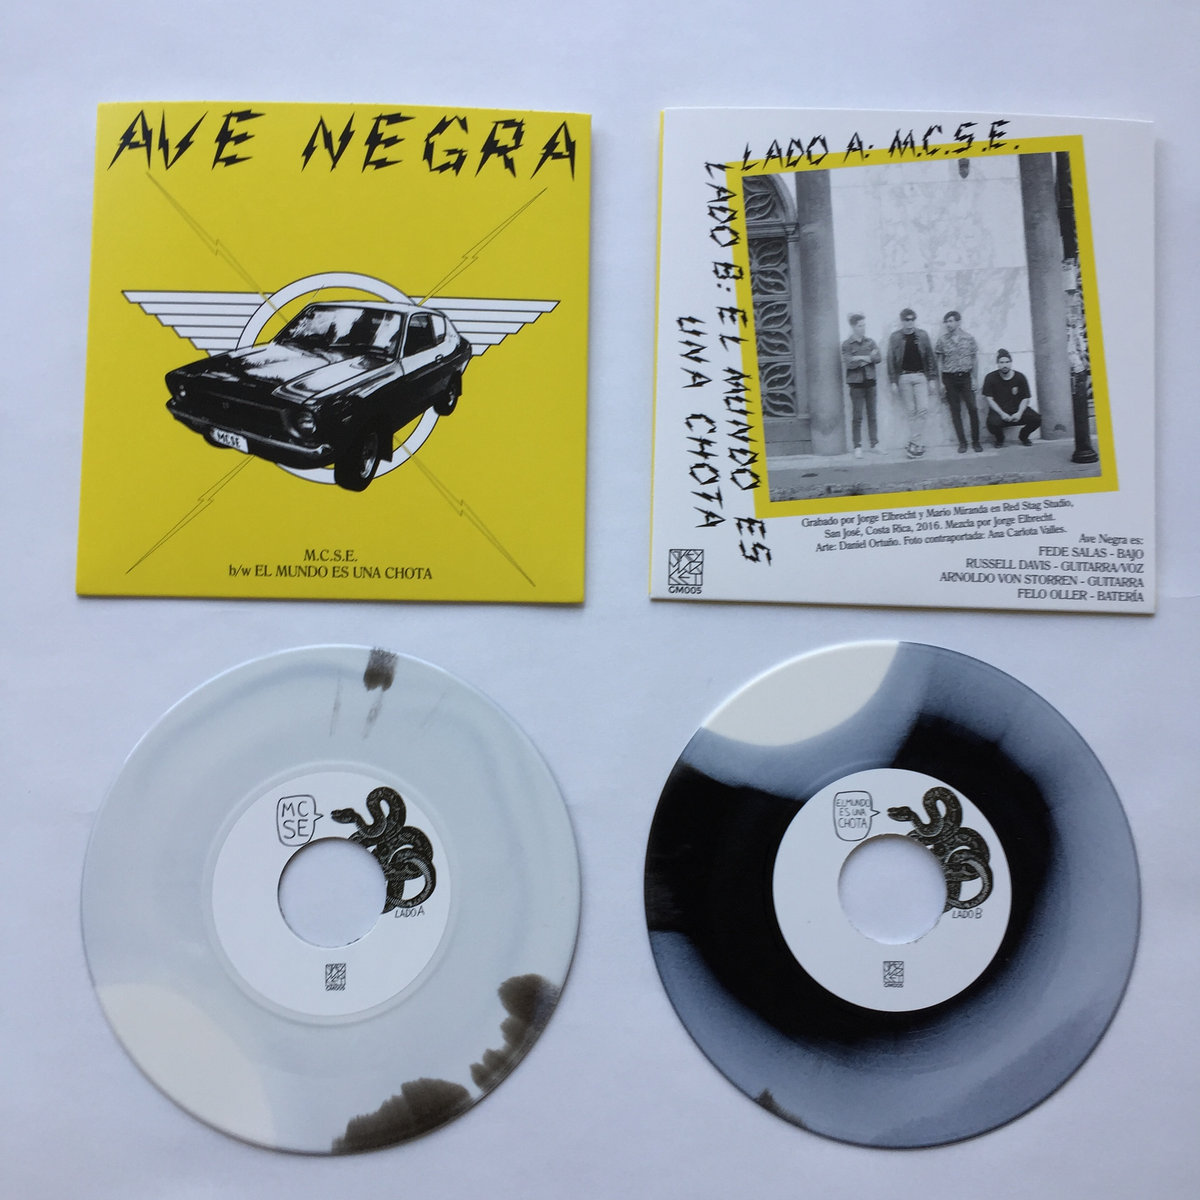 AVE NEGRA
M.C.S.E
M.C.S.E.
b/w EL MUNDO ES UNA CHOTA
LADO A: M.C.S.E.
LADO B: EL MUNDO ES
UNA CHOTA
Grabado por Jorge Elbrecht y Mario Miranda en Red Stag Studio,
San José, Costa Rica, 2016. Mezcla por Jorge Elbrecht.
Arte: Daniel Ortuño. Foto contraportada: Ana Carlota Valles.
Ave Negra es:
FEDE SALAS - BAJO
RUSSELL DAVIS - GUITARRA/VOZ
ARNOLDO VON STORREN - GUITARRA
FELO OLLER - BATERÍA
GM005
MC
SE
LADO A
GM005
EL MUNDO
ES UNA
CHOTA
LADO B
GM005